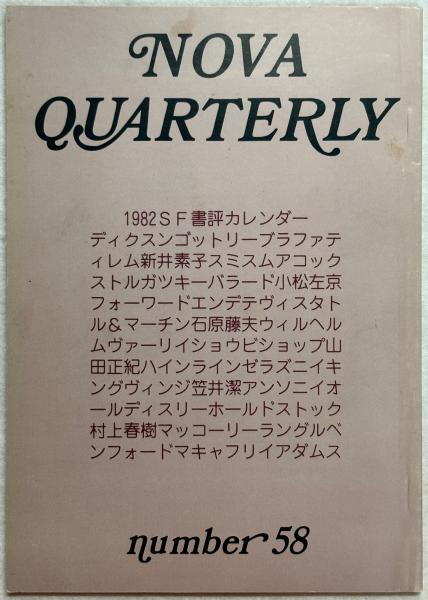 NOVA
QUARTERLY
1982SF書評カレンダー
ディクスンゴットリーブラファテ
ィレム新井素子スミスムアコック
ストルガツキーバラード小松左京
フォーワードエンデテヴィスタト
ル&マーチン石原藤夫ウィルヘル
ムヴァーリイショウビショップ山
田正紀ハインラインゼラズニイキ
ングヴィンジ笠井潔アンソニイオ
ールディスリーホールドストック
村上春樹マッコーリーラングルベ
ンフォードマキャフリイアダムス
number 58